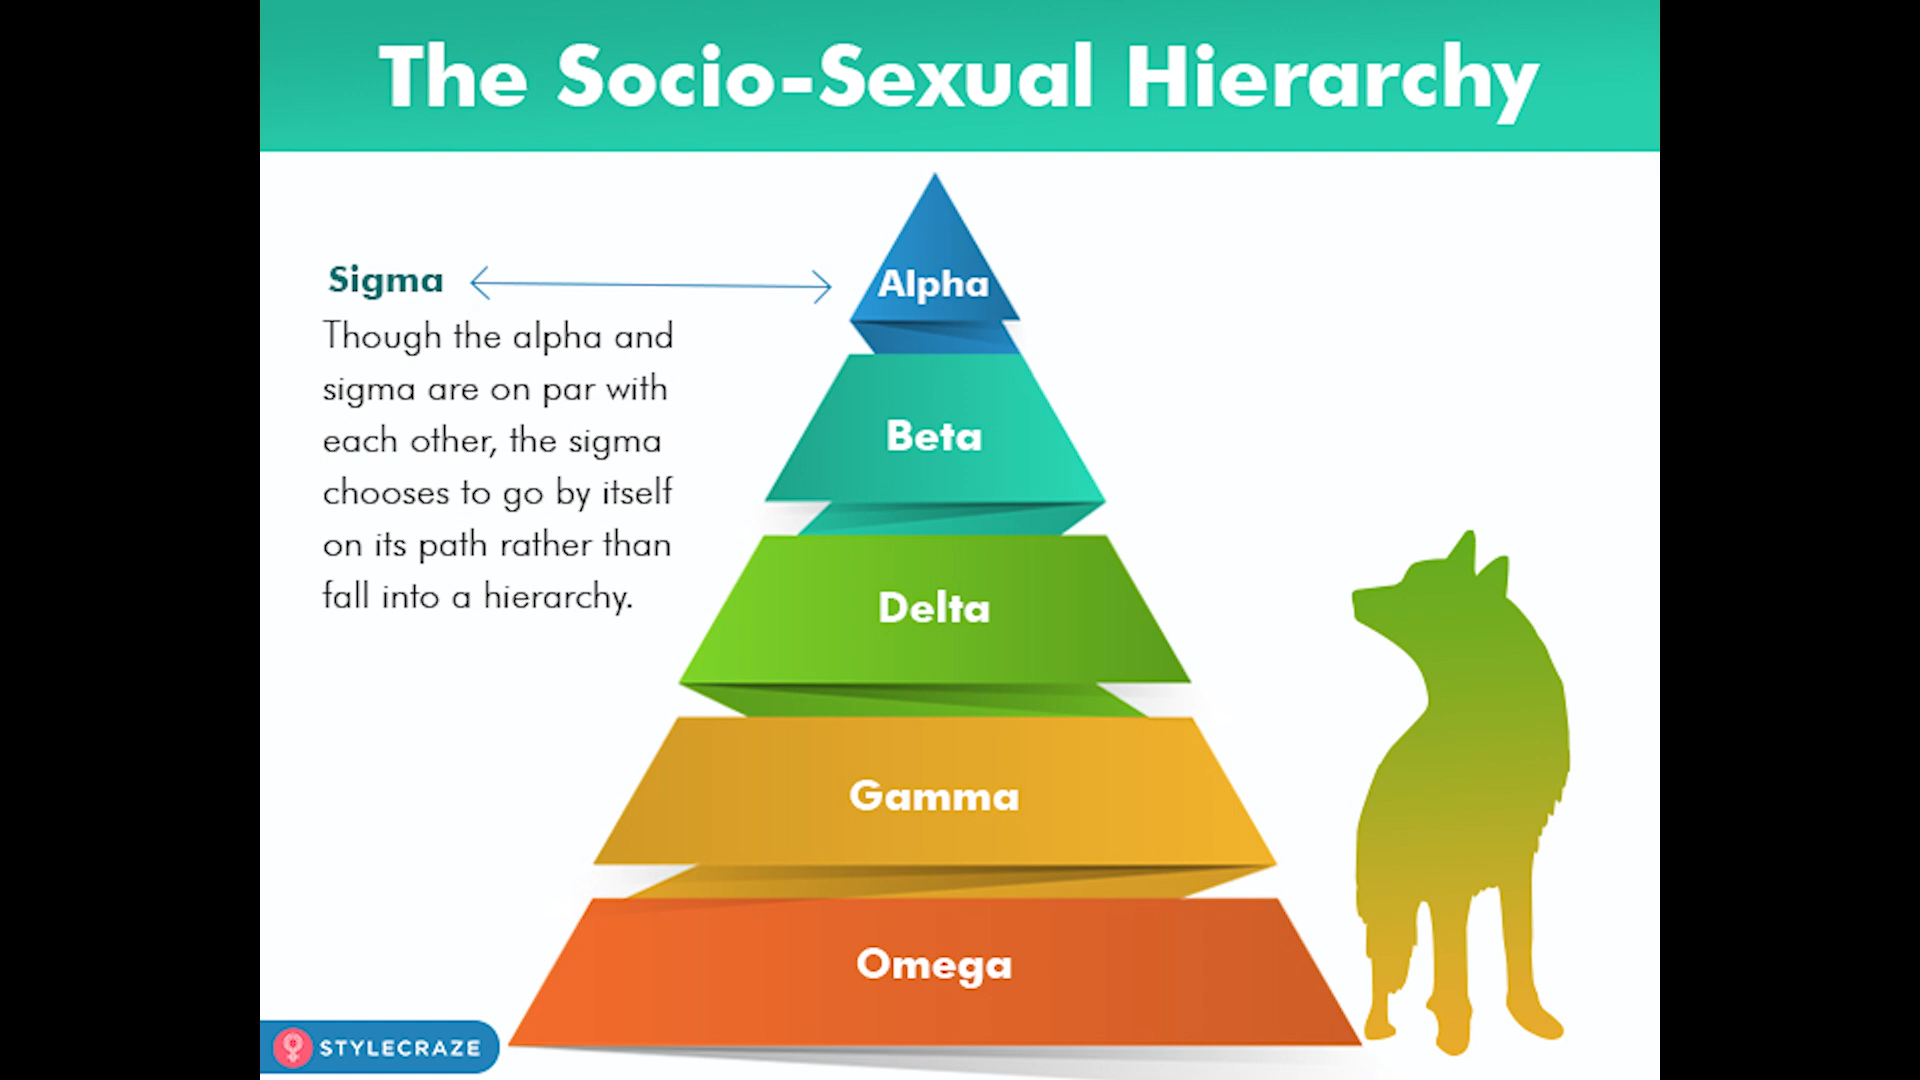 The Socio-Sexual Hierarchy
Sigma
Though the alpha and
sigma are on par with
each other, the sigma
chooses to go by itself
on its path rather than
fall into a hierarchy.
Alpha
Beta
Delta
Gamma
Omega
STYLECRAZE